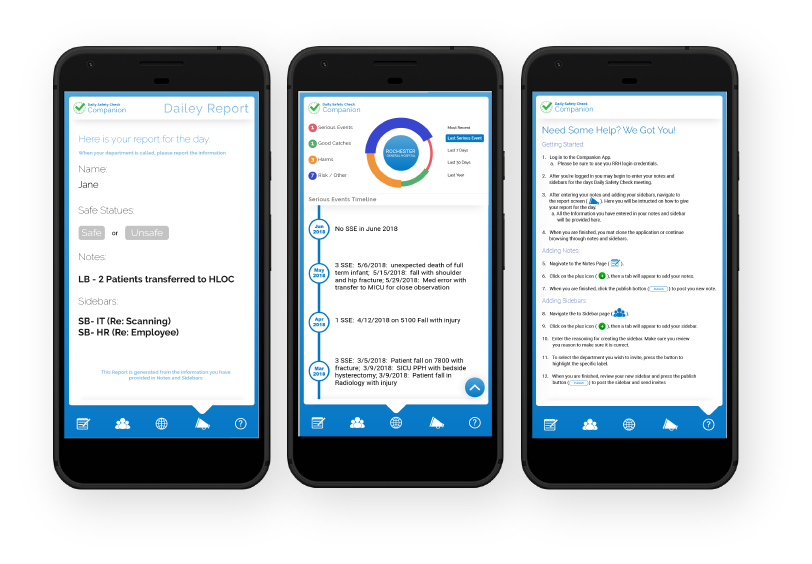 Daily Safety Check
Companion
Dailey Report
Here is your report for the day.
When your department is called, please report the information
Name:
Jane
Safe Statues:
Safe or Unsafe
Notes:
LB - 2 Patients transferred to HLOC
Sidebars:
SB- IT (Re: Scanning)
SB- HR (Re: Employee)
This Report is generated from the information you have
provided in Notes and Sidebars
Daily Safety Check
Companion
Serious Events
Good Catches
Harms
Risk / Other
ROCHESTER
GENERAL HOSPITAL
Most Recent
Last Serious Event
Last 7 Days
Last 30 Days
Last Year
Serious Events Timeline
Jun
2018
No SSE in June 2018
May
2018
3 SSE: 5/6/2018: unexpected death of full
term infant; 5/15/2018: fall with shoulder
and hip fracture; 5/29/2018: Med error with
transfer to MICU for close observation
Apr
2018
1 SSE: 4/12/2018 on 5100 Fall with injury
Mar
2018
3 SSE: 3/5/2018: Patient fall on 7800 with
fracture; 3/9/2018: SICU PPH with bedside
hysterectomy; 3/9/2018: Patient fall in
Radiology with injury
Daily Safety Check
Companion
Need Some Help? We Got You!
Getting Started:
1. Log in to the Companion App.
a. Please be sure to use you RRH login credentials.
2. After you're logged in you may begin to enter your notes and
sidebars for the days Daily Safety Check meeting.
3. After entering your notes and adding your sidebars, navigate to
the report screen ( ). Here you will be intructed on how to give
your report for the day.
a. All the information you have entered in your notes and sidebar
will be provided here.
4. When you are finished, you mat close the application or continue
browsing through notes and sidebars.
Adding Notes:
5. Nagivate to the Notes Page ( ).
6. Click on the plus icon ( ), then a tab will appear to add your notes.
7. When you are finished, click the publish button ( ) to post you new note.
Adding Sidebars:
8. Navigate the to Sidebar page ( ).
9. Click on the plus icon ( ), then a tab will appear to add your sidebar.
10. Enter the reasoning for creating the sidebar. Make sure you review
you reason to make sure it is correct.
11. To select the department you wish to invite, press the button to
highlight the specific label.
12. When you are finished, review your new sidebar and press the publish
button ( ) to post the sidebar and send invites